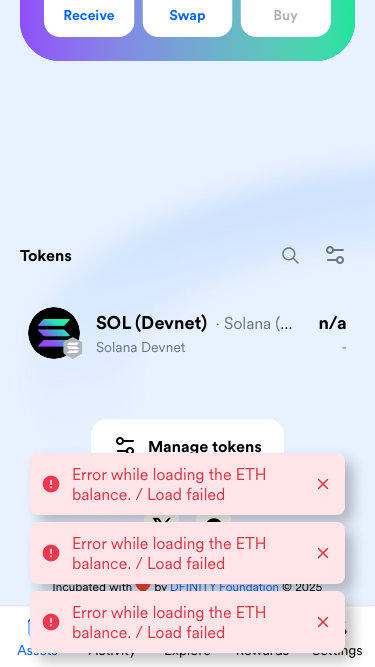 Receive
Swap
Buy
Tokens
SOL (Devnet) · Solana (... n/a
Solana Devnet -
Manage tokens
Error while loading the ETH
balance. / Load failed
Error while loading the ETH
balance. / Load failed
Incubated with ❤️ by DFINITY Foundation © 2025
Error while loading the ETH
balance. / Load failed
Assets Activity Explore Rewards Settings